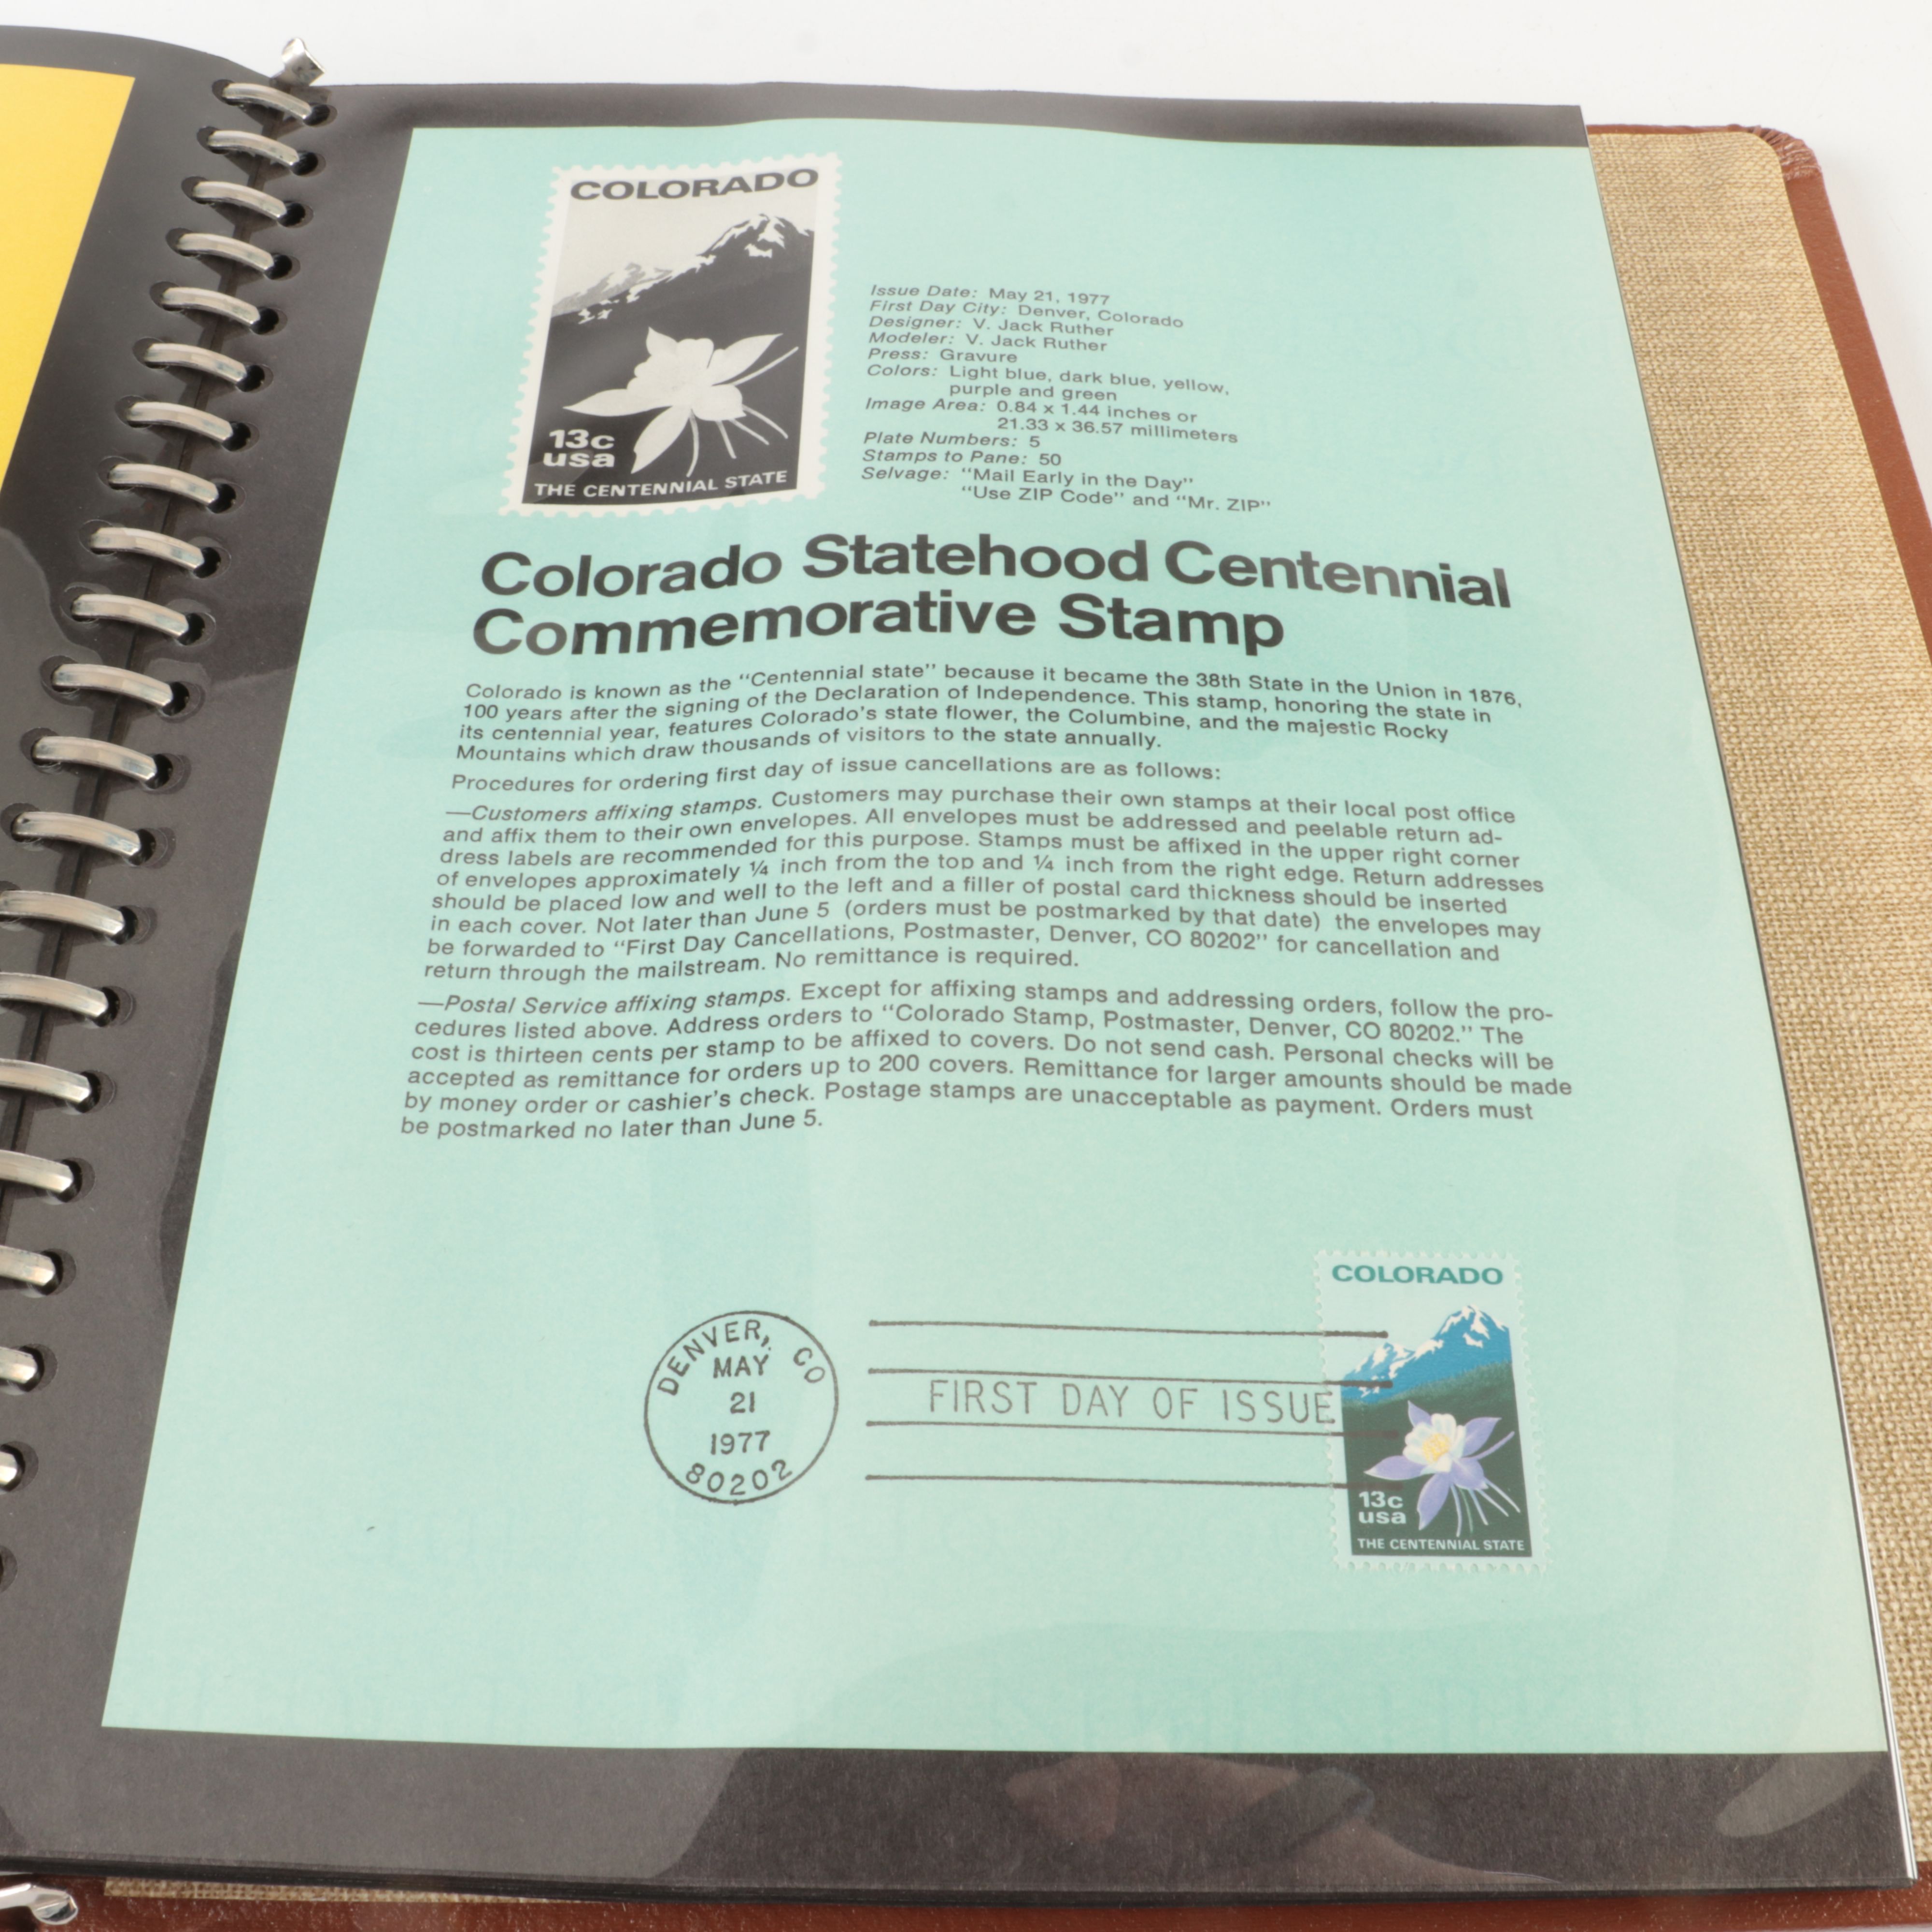 COLORADO
13c
usa
THE CENTENNIAL STATE
Issue Date: May 21, 1977
First Day City: Denver, Colorado
Designer: V. Jack Ruther
Modeler: V. Jack Ruther
Press: Gravure
Colors: Light blue, dark blue, yellow,
purple and green
Image Area: 0.84 x 1.44 inches or
21.33 x 36.57 millimeters
Plate Numbers: 5
Stamps to Pane: 50
Selvage: “Mail Early in the Day”
“Use ZIP Code” and “Mr. ZIP”
Colorado Statehood Centennial
Commemorative Stamp
Colorado is known as the “Centennial state” because it became the 38th State in the Union in 1876,
100 years after the signing of the Declaration of Independence. This stamp, honoring the state in
its centennial year, features Colorado’s state flower, the Columbine, and the majestic Rocky
Mountains which draw thousands of visitors to the state annually.
Procedures for ordering first day of issue cancellations are as follows:
—Customers affixing stamps. Customers may purchase their own stamps at their local post office
and affix them to their own envelopes. All envelopes must be addressed and peelable return ad-
dress labels are recommended for this purpose. Stamps must be affixed in the upper right corner
of envelopes approximately ¼ inch from the top and ¼ inch from the right edge. Return addresses
should be placed low and well to the left and a filler of postal card thickness should be inserted
in each cover. Not later than June 5 (orders must be postmarked by that date) the envelopes may
be forwarded to “First Day Cancellations, Postmaster, Denver, CO 80202” for cancellation and
return through the mailstream. No remittance is required.
—Postal Service affixing stamps. Except for affixing stamps and addressing orders, follow the pro-
cedures listed above. Address orders to “Colorado Stamp, Postmaster, Denver, CO 80202.” The
cost is thirteen cents per stamp to be affixed to covers. Do not send cash. Personal checks will be
accepted as remittance for orders up to 200 covers. Remittance for larger amounts should be made
by money order or cashier’s check. Postage stamps are unacceptable as payment. Orders must
be postmarked no later than June 5.
DENVER, CO
MAY
21
1977
80202
FIRST DAY OF ISSUE
COLORADO
13c
usa
THE CENTENNIAL STATE